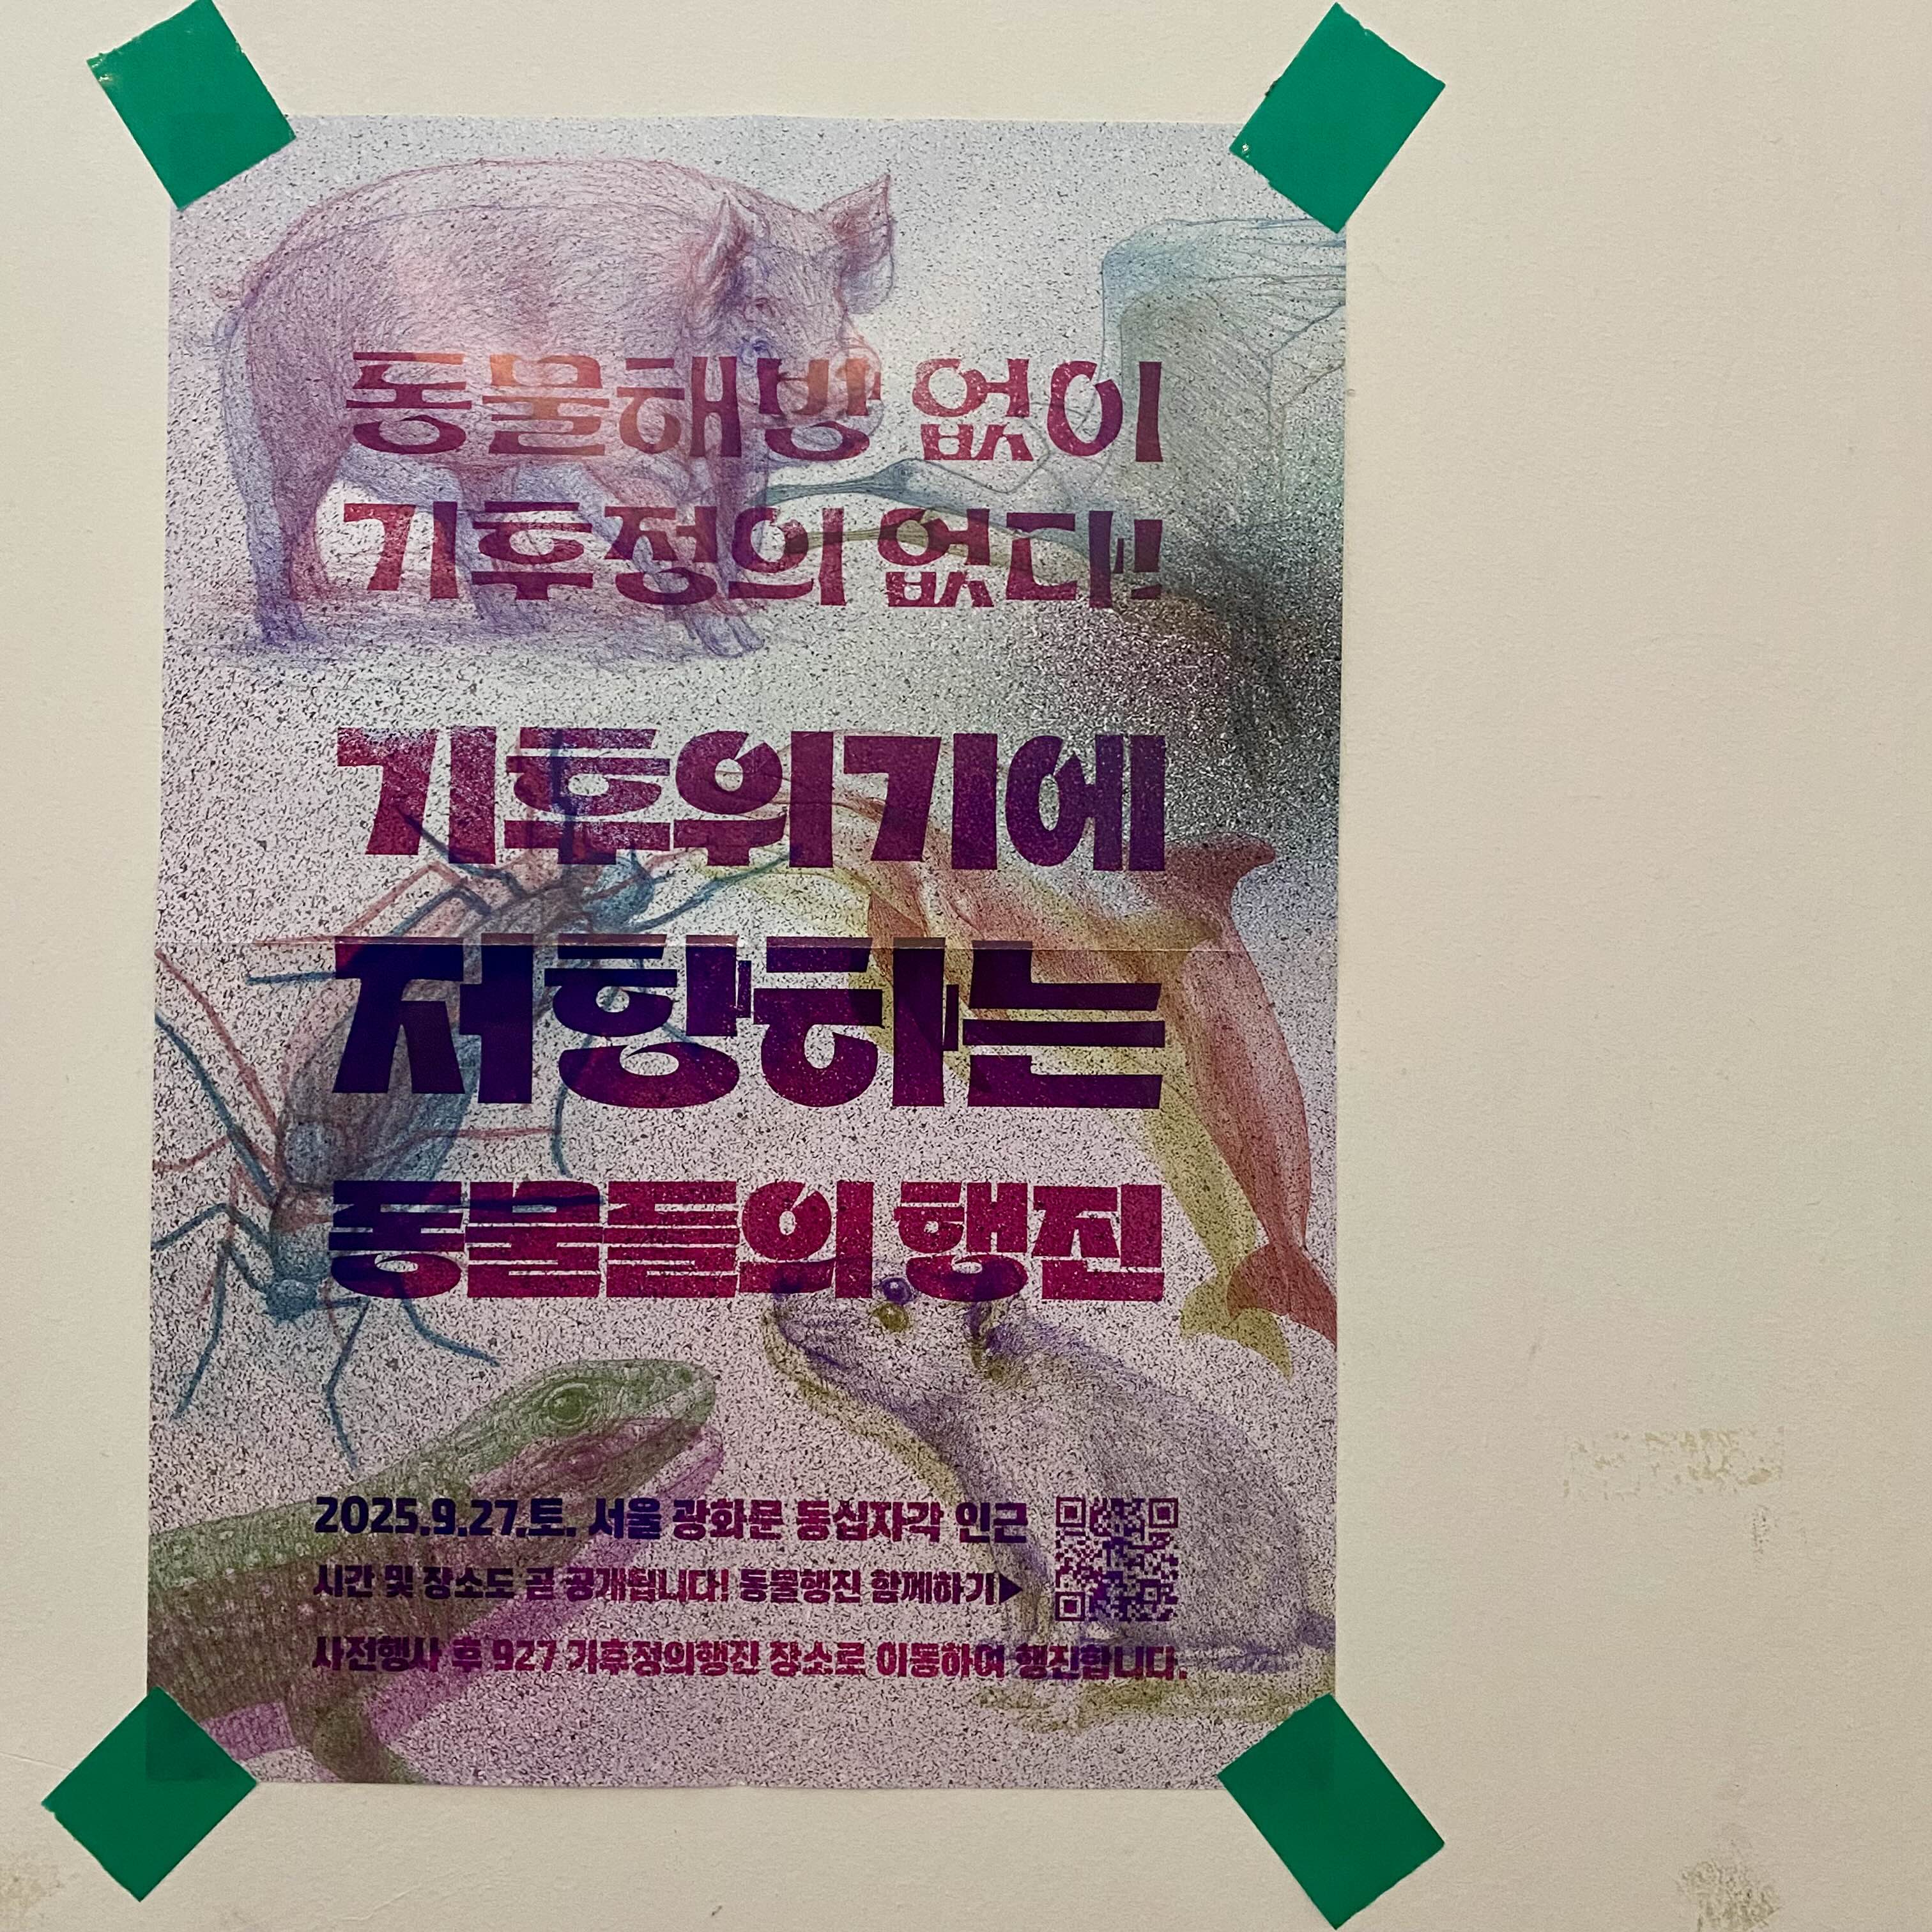 동물해방 없이
기후정의 없다!
기후위기에
저항하는
동물들의 행진
2025.9.27.토. 서울 광화문 동십자각 인근
시간 및 장소도 곧 공개됩니다! 동물행진 함께하기▶
사전행사 후 927 기후정의행진 장소로 이동하여 행진합니다.